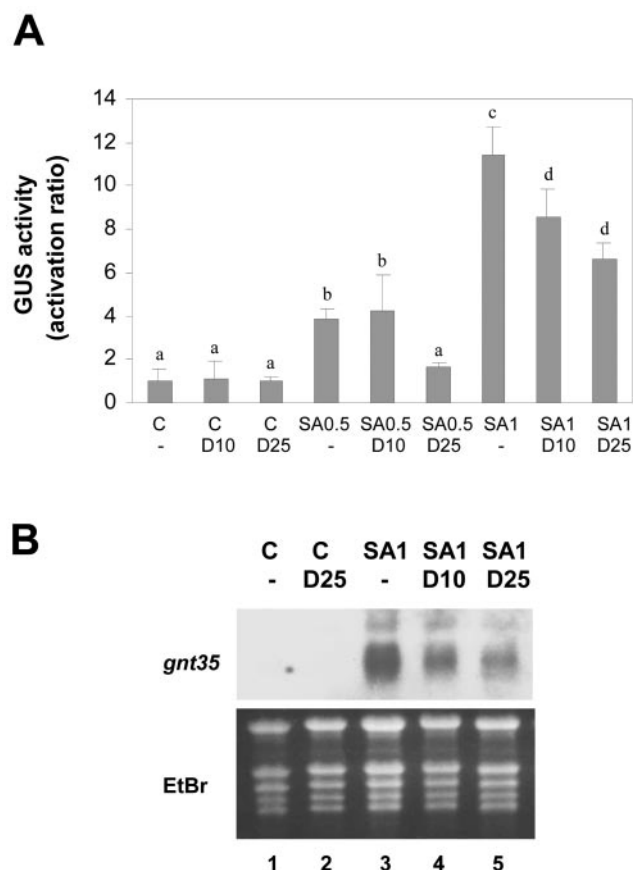 A
GUS activity
(activation ratio)
14
12
10
8
6
4
2
0
a a a b b a c d d
C C C SA0.5 SA0.5 SA0.5 SA1 SA1 SA1
- D10 D25 - D10 D25 - D10 D25
B
C C SA1 SA1 SA1
- D25 - D10 D25
gnt35
EtBr
1 2 3 4 5